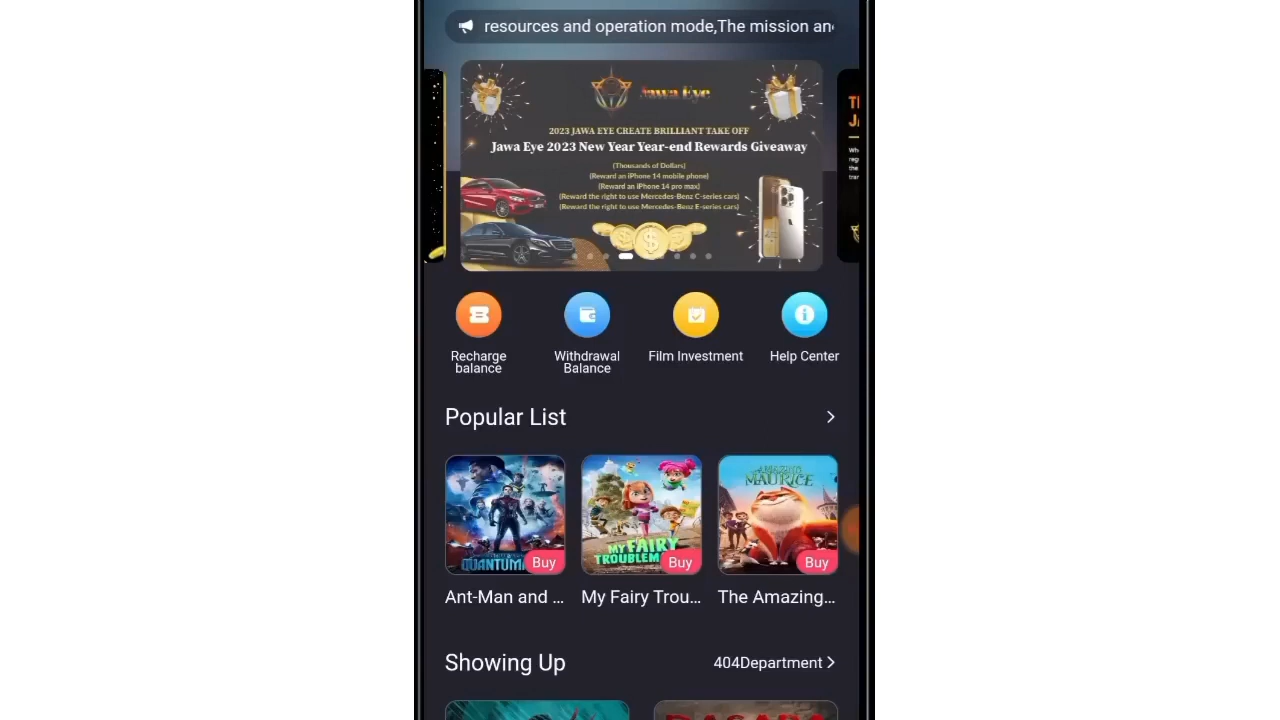 resources and operation mode,The mission an
Jawa Eye
2023 JAWA EYE CREATE BRILLIANT TAKE OFF
Jawa Eye 2023 New Year Year-end Rewards Giveaway
(Thousands of Dollars)
(Reward an iPhone 14 mobile phone)
(Reward an iPhone 14 pro max)
(Reward the right to use Mercedes-Benz C-series cars)
(Reward the right to use Mercedes-Benz E-series cars)
Recharge
balance
Withdrawal
Balance
Film Investment
Help Center
Popular List
QUANTUM
Buy
MY FAIRY
TROUBLEM
Buy
AMAZING
MAURICE
Buy
Ant-Man and ...
My Fairy Trou...
The Amazing...
Showing Up
404Department